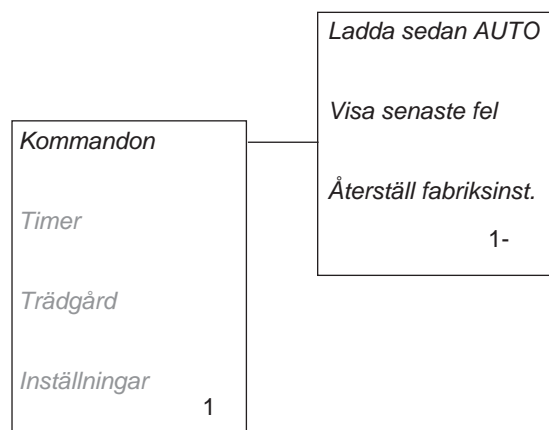 Kommandon
Timer
Trädgård
Inställningar
1
Ladda sedan AUTO
Visa senaste fel
Återställ fabriksinst.
1-